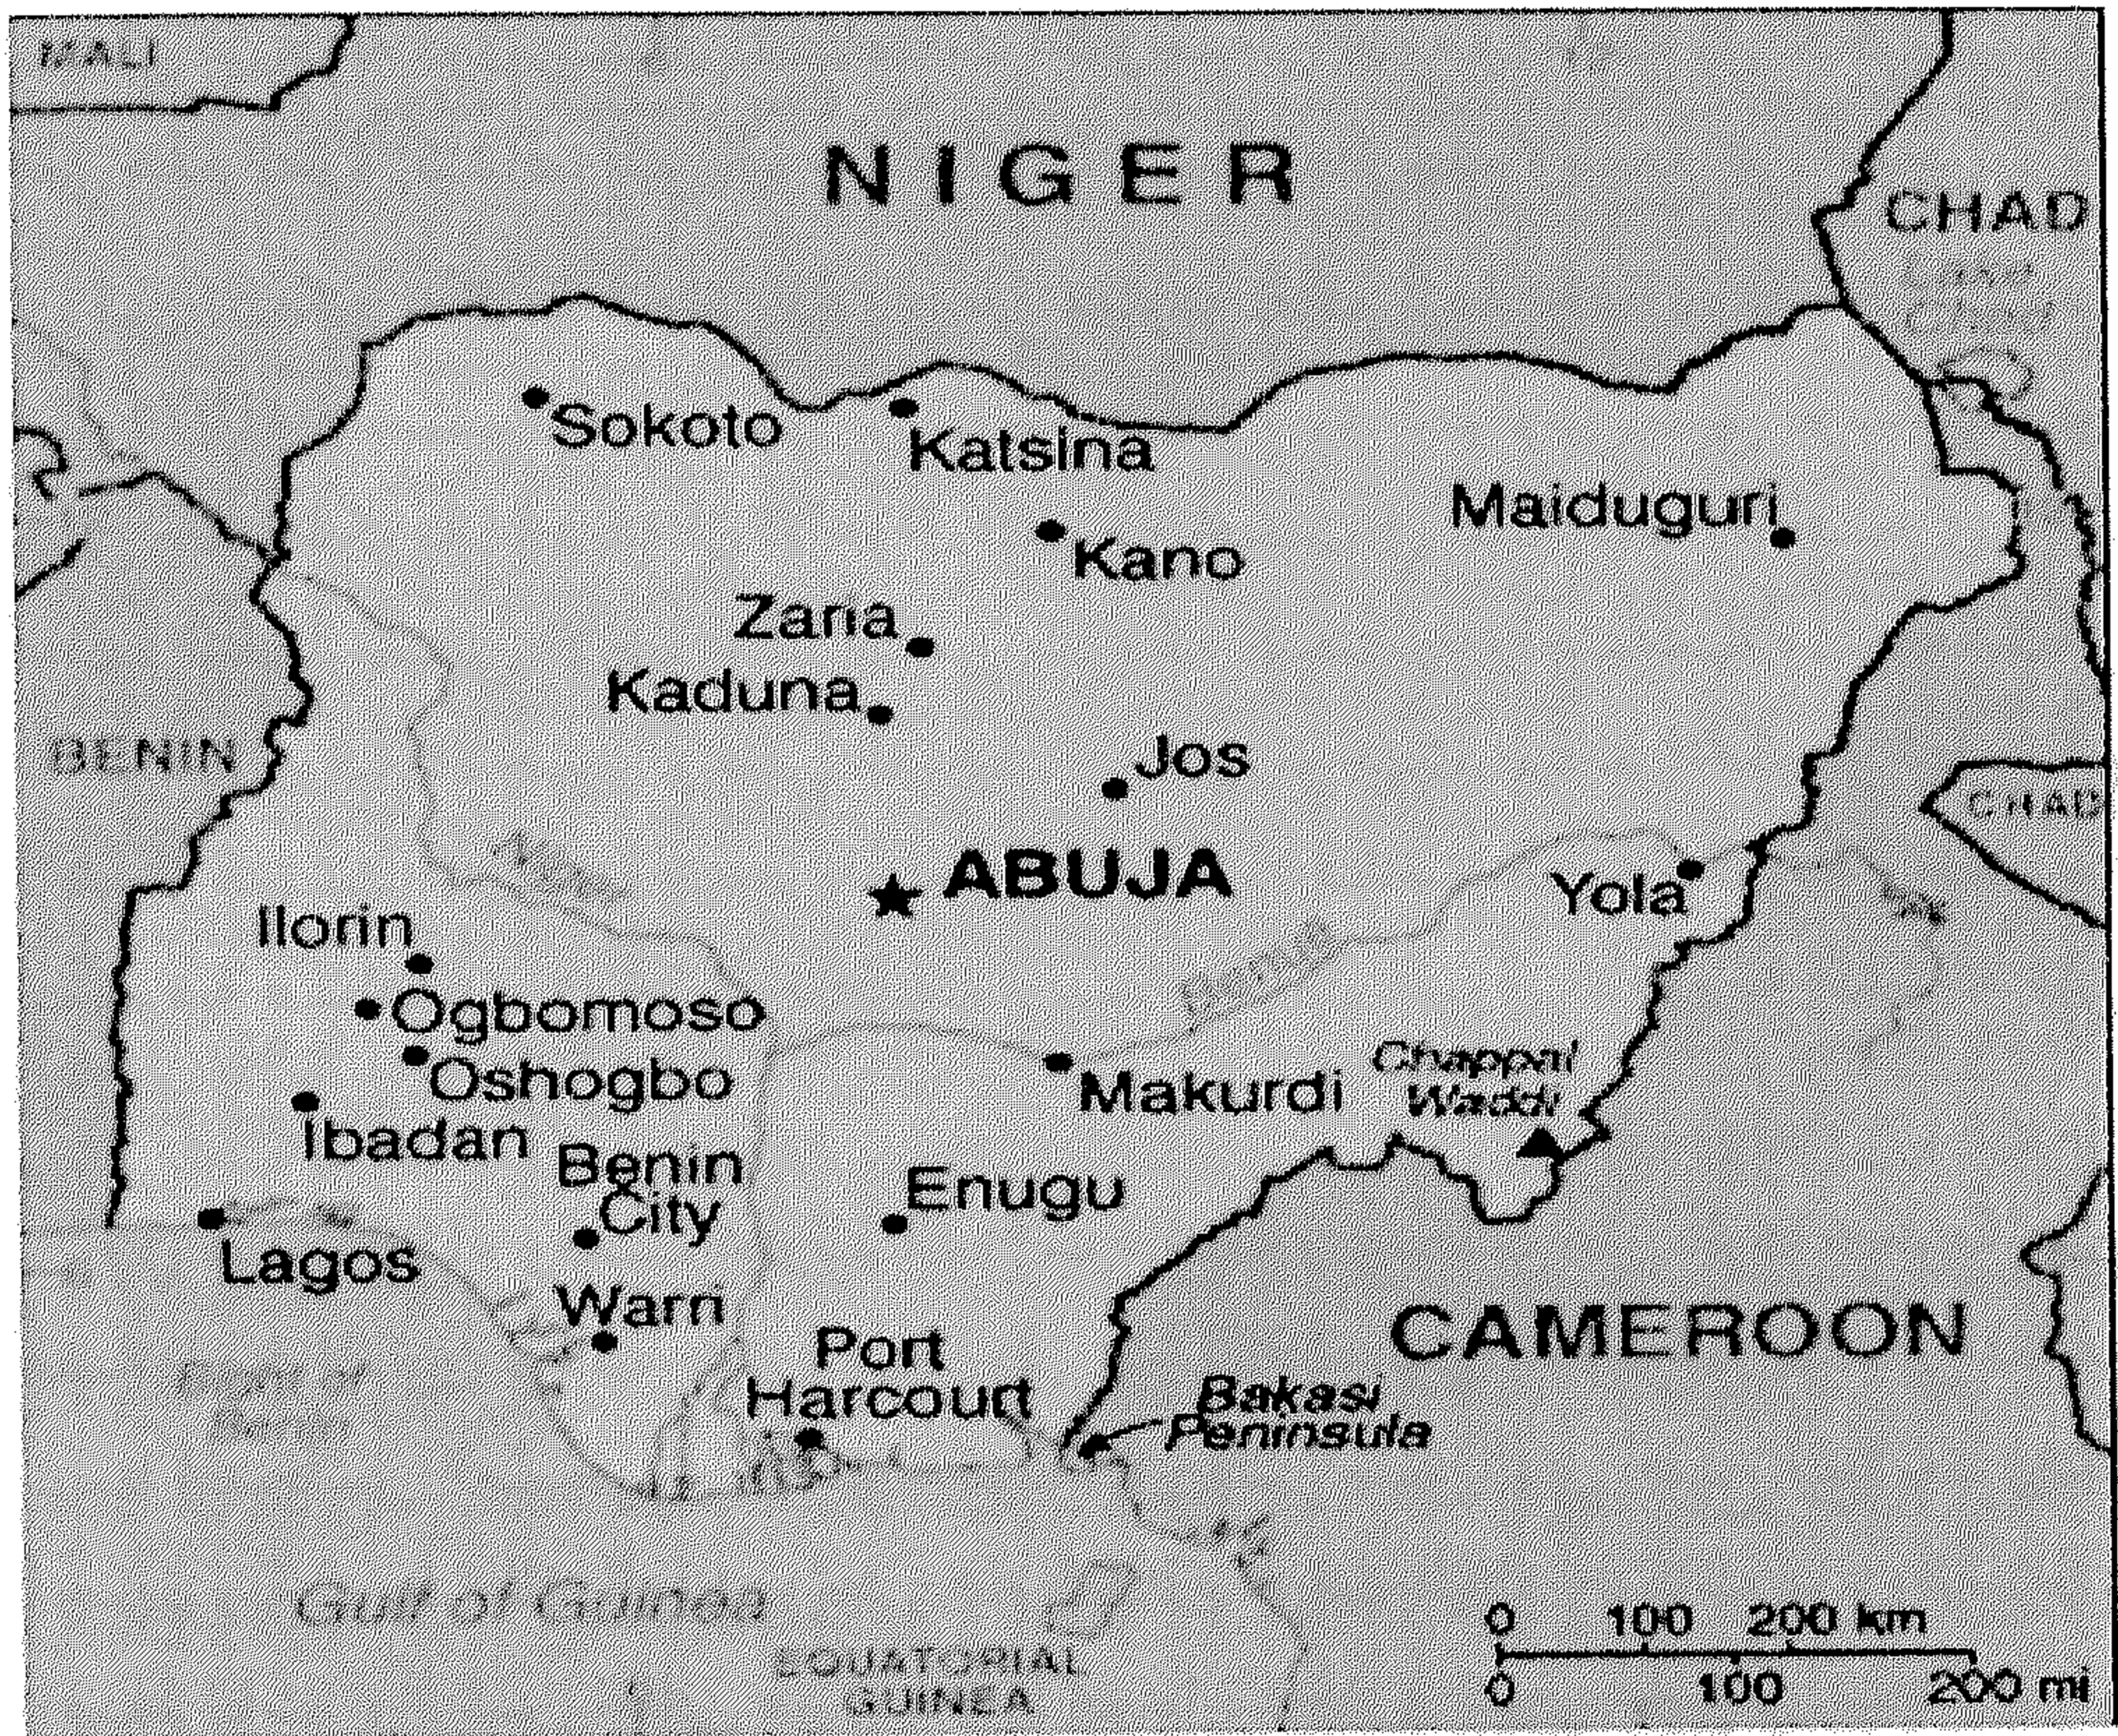 MALI
NIGER
CHAD
Sokoto
Katsina
Maiduguri
Kano
Zaria
Kaduna
BENIN
Jos
CHAD
ABUJA
Yola
Ilorin
Ogbomoso
Oshogbo
Chappal
Waddi
Makurdi
Ibadan
Benin
City
Enugu
Lagos
Warri
CAMEROON
Port
Harcourt
Bakasi
Peninsula
Gulf of Guinea
0 100 200 km
EQUATORIAL
GUINEA
0 100 200 mi